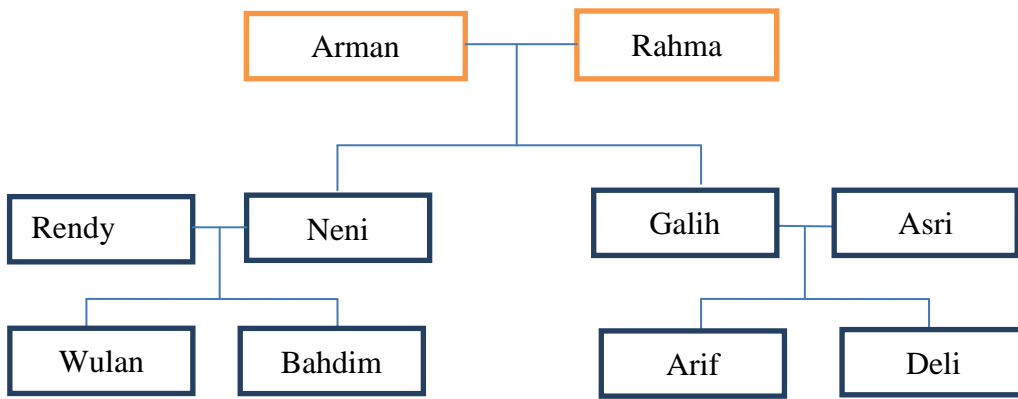 Arman
Rahma
Rendy
Neni
Galih
Asri
Wulan
Bahdim
Arif
Deli